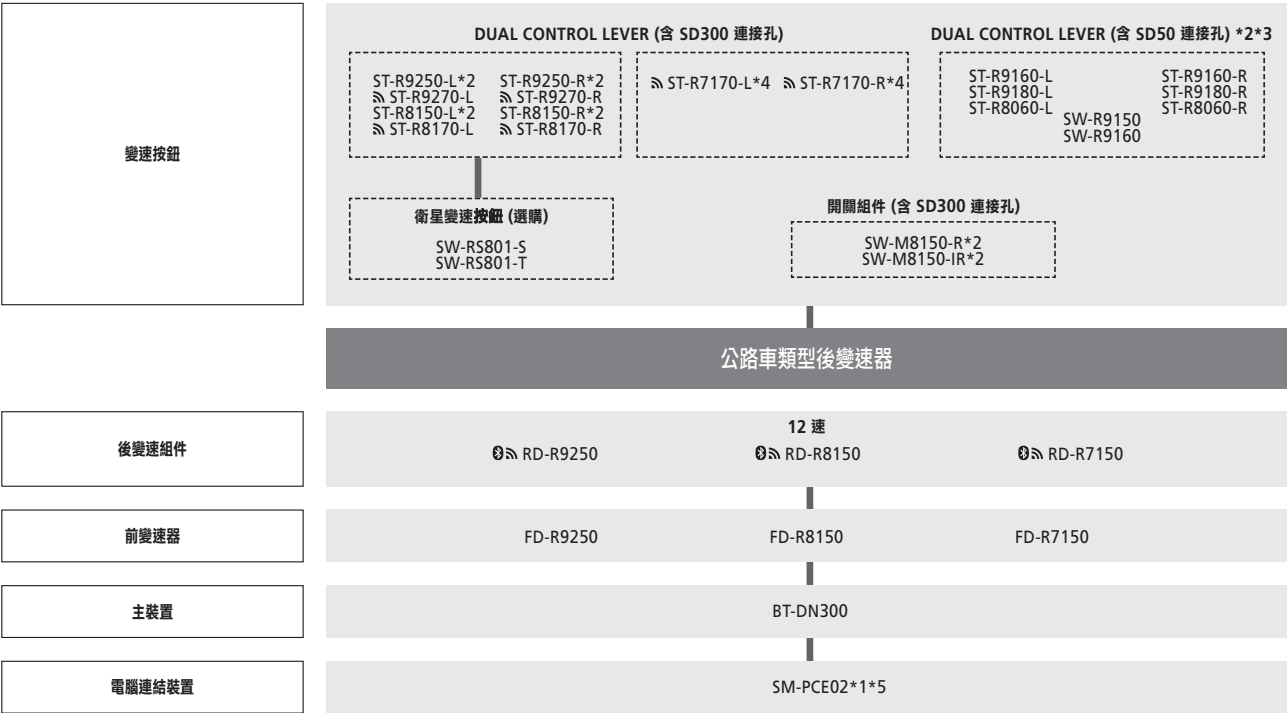 變速按鈕
DUAL CONTROL LEVER (含 SD300 連接孔)
ST-R9250-L*2 ST-R9250-R*2
ST-R9270-L ST-R9270-R
ST-R8150-L*2 ST-R8150-R*2
ST-R8170-L ST-R8170-R
ST-R7170-L*4 ST-R7170-R*4
DUAL CONTROL LEVER (含 SD50 連接孔) *2*3
ST-R9160-L ST-R9160-R
ST-R9180-L ST-R9180-R
ST-R8060-L ST-R8060-R
SW-R9150
SW-R9160
衛星變速按鈕 (選購)
SW-RS801-S
SW-RS801-T
開關組件 (含 SD300 連接孔)
SW-M8150-R*2
SW-M8150-IR*2
公路車類型後變速器
後變速組件
12 速
RD-R9250 RD-R8150 RD-R7150
前變速器
FD-R9250 FD-R8150 FD-R7150
主裝置
BT-DN300
電腦連結裝置
SM-PCE02*1*5